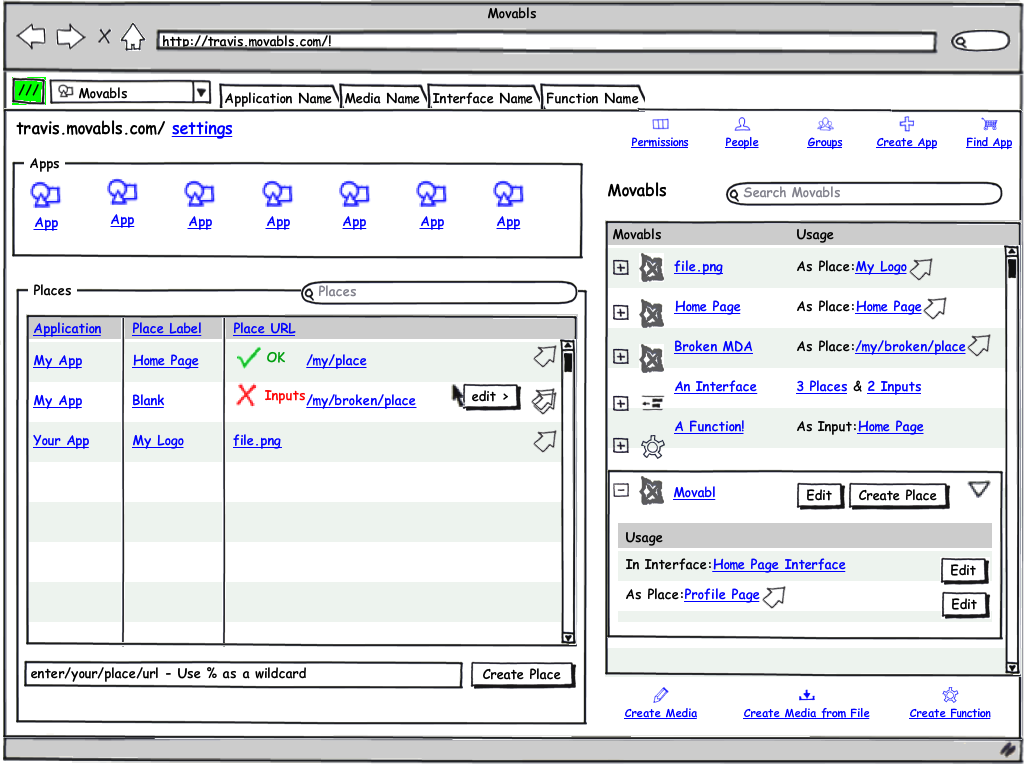 Movabls
http://travis.movabls.com/!
/// Movabls Application Name Media Name Interface Name Function Name
travis.movabls.com/ settings
Permissions People Groups Create App Find App
Apps
App App App App App App App
Movabls Search Movabls
Movabls Usage
file.png As Place:My Logo
Home Page As Place:Home Page
Broken MDA As Place:/my/broken/place
An Interface 3 Places & 2 Inputs
A Function! As Input:Home Page
Movabl Edit Create Place
Usage
In Interface:Home Page Interface Edit
As Place:Profile Page Edit
Places Places
Application Place Label Place URL
My App Home Page OK /my/place
My App Blank Inputs /my/broken/place edit >
Your App My Logo file.png
enter/your/place/url - Use % as a wildcard Create Place
Create Media Create Media from File Create Function